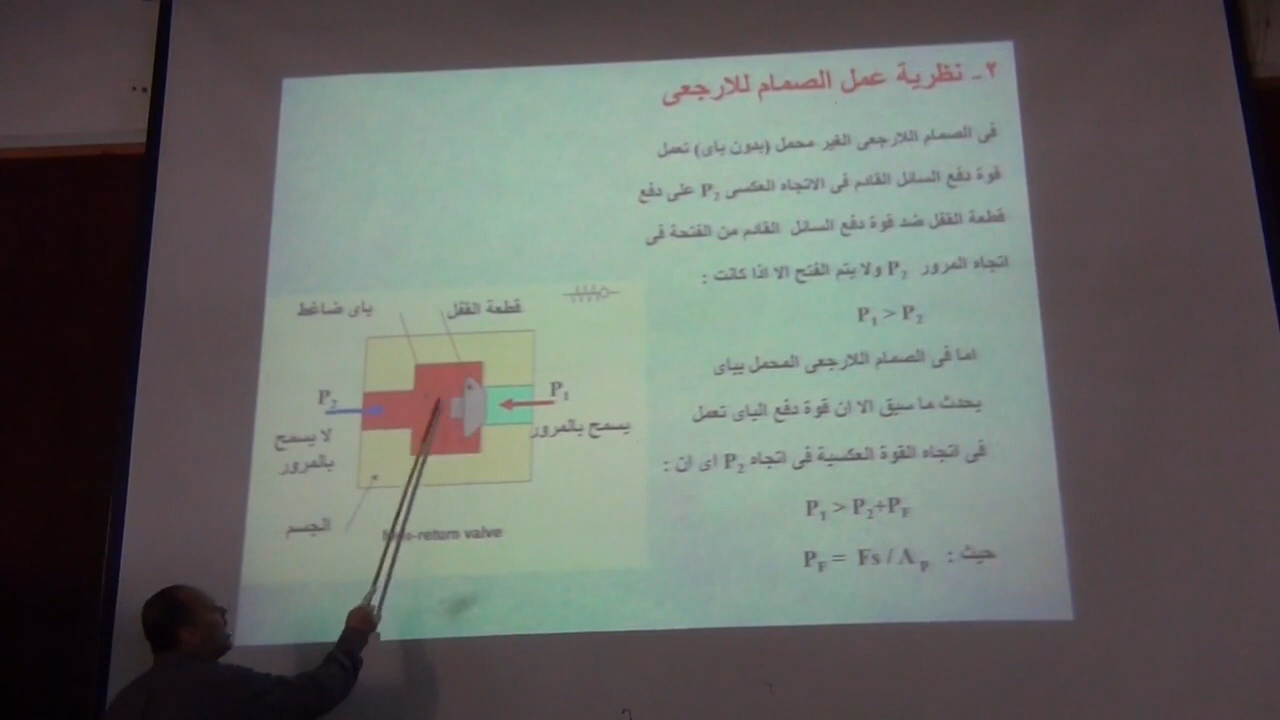 ٢ ـ نظرية عمل الصمام للارجعى
فى الصمام اللارجعى الغير محمل (بدون ياى) تعمل
قوة دفع السائل القادم فى الاتجاه العكسى P2 على دفع
قطعة القفل ضد قوة دفع السائل القادم من الفتحة فى
اتجاه المرور P2 ولا يتم الفتح الا اذا كانت :
P1 > P2
اما فى الصمام اللارجعى المحمل بياى
يحدث ما سبق الا ان قوة دفع الياى تعمل
فى اتجاه القوة العكسية فى اتجاه P2 اى ان :
P1 > P2+PF
حيث : PF = Fs / A P
قطعة القفل
ياى ضاغط
P1
يسمح بالمرور
P2
لا يسمح
بالمرور
الجسم
-return valve